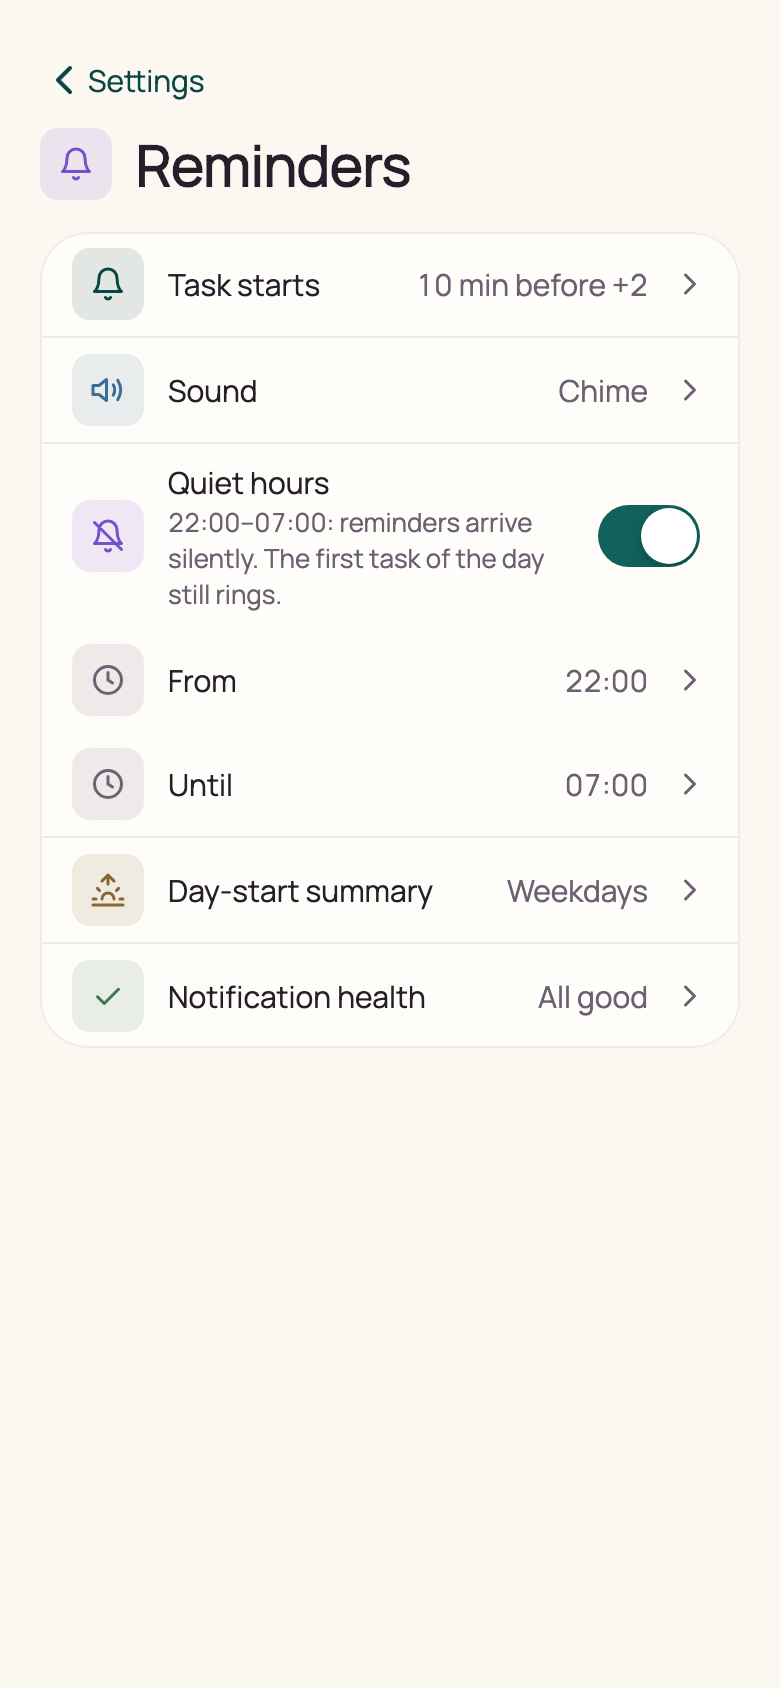 Settings
Reminders
Task starts
10 min before +2
Sound
Chime
Quiet hours
22:00–07:00: reminders arrive
silently. The first task of the day
still rings.
From
22:00
Until
07:00
Day-start summary
Weekdays
Notification health
All good